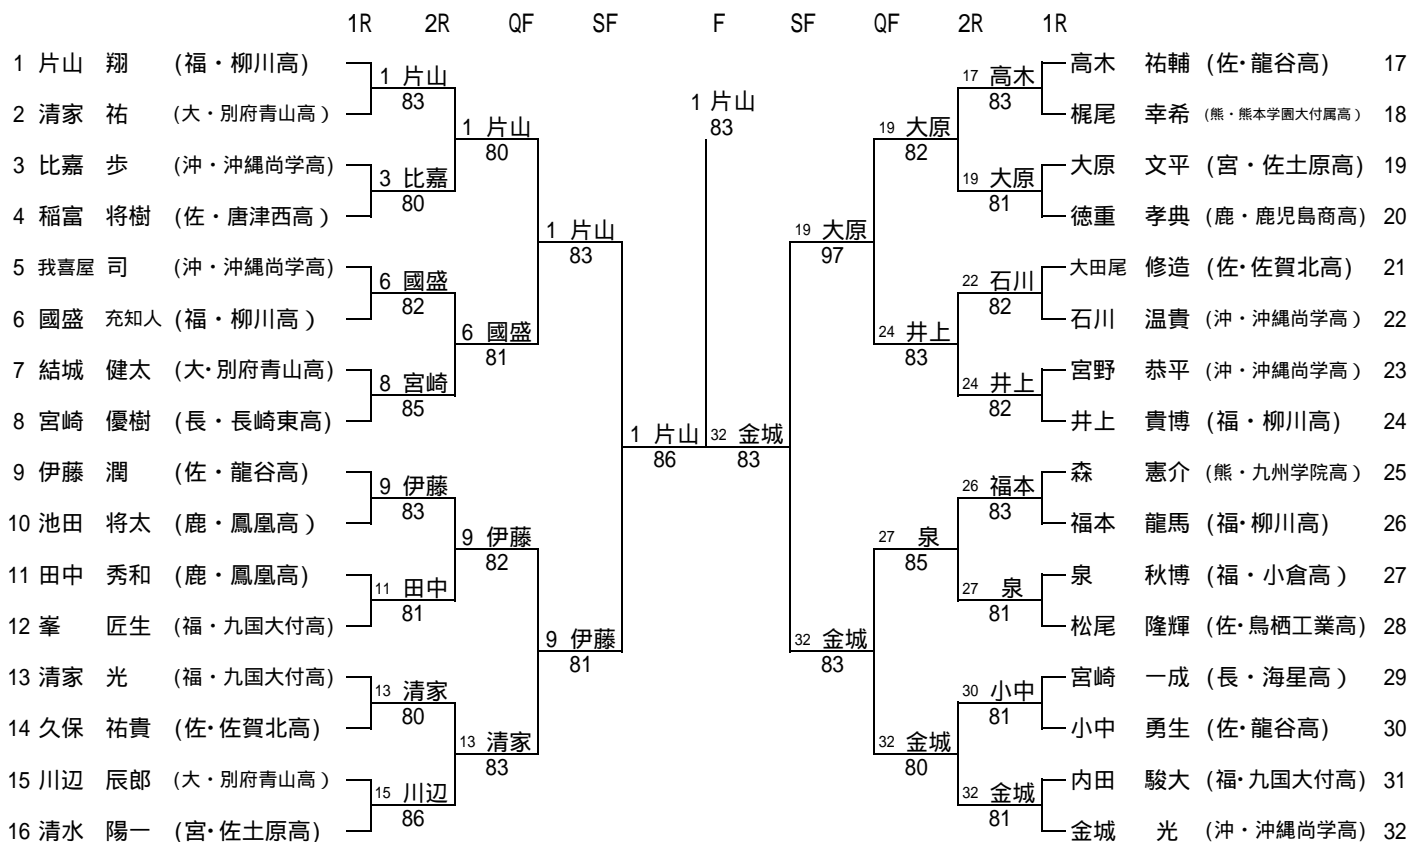 1R 2R QF SF F SF QF 2R 1R
1 片山 翔 (福・柳川高)
2 清家 祐 (大・別府青山高)
3 比嘉 歩 (沖・沖縄尚学高)
4 稲富 将樹 (佐・唐津西高)
5 我喜屋 司 (沖・沖縄尚学高)
6 國盛 充知人 (福・柳川高)
7 結城 健太 (大・別府青山高)
8 宮崎 優樹 (長・長崎東高)
9 伊藤 潤 (佐・龍谷高)
10 池田 将太 (鹿・鳳凰高)
11 田中 秀和 (鹿・鳳凰高)
12 峯 匠生 (福・九国大付高)
13 清家 光 (福・九国大付高)
14 久保 祐貴 (佐・佐賀北高)
15 川辺 辰郎 (大・別府青山高)
16 清水 陽一 (宮・佐土原高)
1 片山
83
3 比嘉
80
6 國盛
82
8 宮崎
85
9 伊藤
83
11 田中
81
13 清家
80
15 川辺
86
1 片山
80
6 國盛
81
9 伊藤
82
13 清家
83
1 片山
83
9 伊藤
81
1 片山
86
1 片山
83
32 金城
83
19 大原
97
32 金城
83
19 大原
82
24 井上
83
27 泉
85
32 金城
80
17 高木
83
19 大原
81
22 石川
82
24 井上
82
26 福本
83
27 泉
81
30 小中
81
32 金城
81
高木 祐輔 (佐・龍谷高) 17
梶尾 幸希 (熊・熊本学園大付属高) 18
大原 文平 (宮・佐土原高) 19
徳重 孝典 (鹿・鹿児島商高) 20
大田尾 修造 (佐・佐賀北高) 21
石川 温貴 (沖・沖縄尚学高) 22
宮野 恭平 (沖・沖縄尚学高) 23
井上 貴博 (福・柳川高) 24
森 憲介 (熊・九州学院高) 25
福本 龍馬 (福・柳川高) 26
泉 秋博 (福・小倉高) 27
松尾 隆輝 (佐・鳥栖工業高) 28
宮崎 一成 (長・海星高) 29
小中 勇生 (佐・龍谷高) 30
内田 駿大 (福・九国大付高) 31
金城 光 (沖・沖縄尚学高) 32